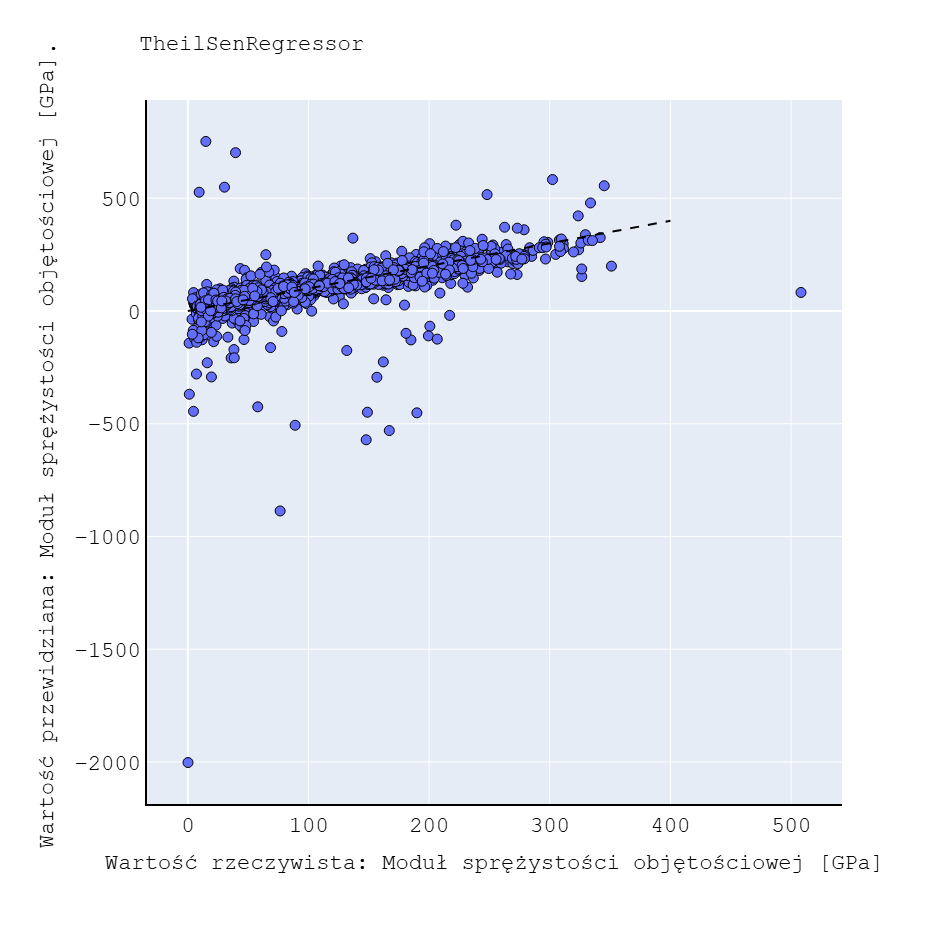 TheilSenRegressor
Wartość przewidziana: Moduł sprężystości objętościowej [GPa].
500
0
−500
−1000
−1500
−2000
0 100 200 300 400 500
Wartość rzeczywista: Moduł sprężystości objętościowej [GPa]